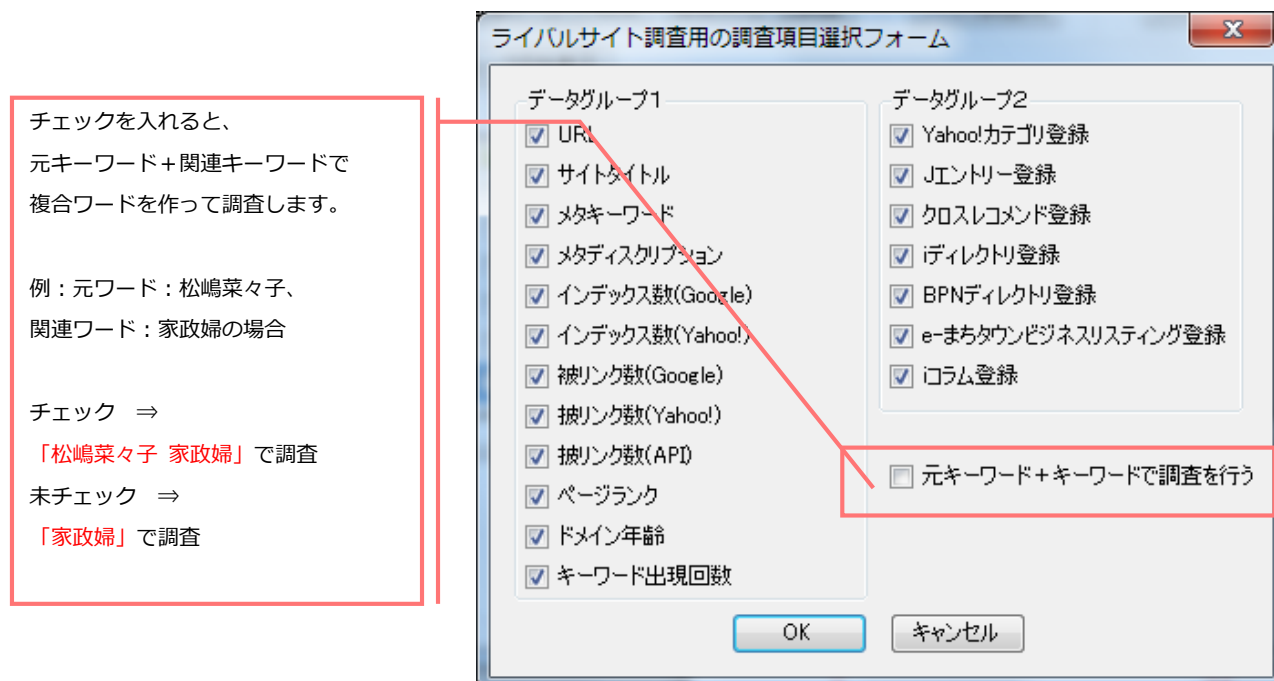 チェックを入れると、
元キーワード＋関連キーワードで
複合ワードを作って調査します。
例：元ワード：松嶋菜々子、
関連ワード：家政婦の場合
チェック ⇒
「松嶋菜々子 家政婦」で調査
未チェック ⇒
「家政婦」で調査
ライバルサイト調査用の調査項目選択フォーム
データグループ1
URL
サイトタイトル
メタキーワード
メタディスクリプション
インデックス数(Google)
インデックス数(Yahoo!)
被リンク数(Google)
披リンク数(Yahoo!)
披リンク数(API)
ページランク
ドメイン年齢
キーワード出現回数
データグループ2
Yahoo!カテゴリ登録
Jエントリー登録
クロスレコメンド登録
iディレクトリ登録
BPNディレクトリ登録
e-まちタウンビジネスリスティング登録
iコラム登録
元キーワード＋キーワードで調査を行う
OK
キャンセル